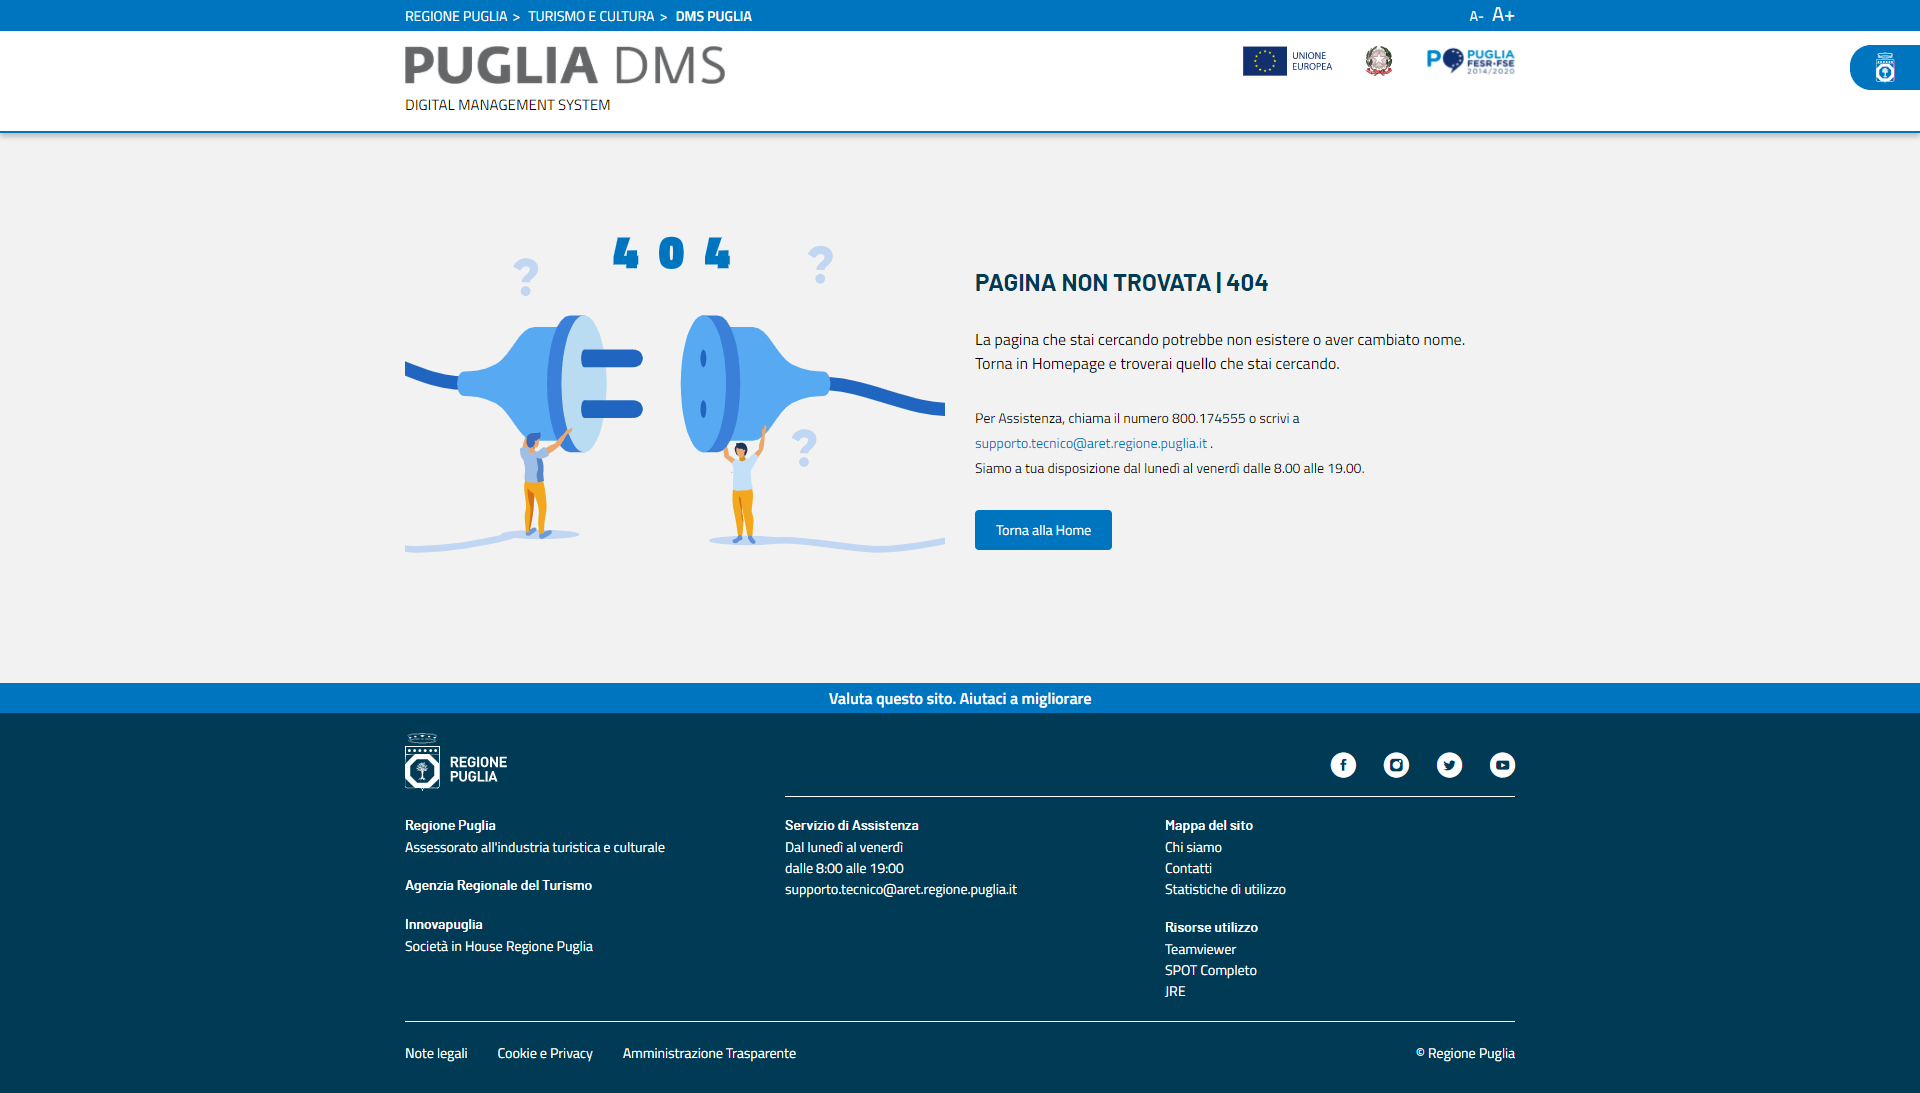 REGIONE PUGLIA > TURISMO E CULTURA > DMS PUGLIA
A- A+
PUGLIA DMS
DIGITAL MANAGEMENT SYSTEM
UNIONE
EUROPEA
PO PUGLIA
FESR-FSE
2014/2020
404
? ?
?
PAGINA NON TROVATA | 404
La pagina che stai cercando potrebbe non esistere o aver cambiato nome.
Torna in Homepage e troverai quello che stai cercando.
Per Assistenza, chiama il numero 800.174555 o scrivi a
supporto.tecnico@aret.regione.puglia.it .
Siamo a tua disposizione dal lunedì al venerdì dalle 8.00 alle 19.00.
Torna alla Home
Valuta questo sito. Aiutaci a migliorare
REGIONE
PUGLIA
Regione Puglia
Assessorato all'industria turistica e culturale
Agenzia Regionale del Turismo
Innovapuglia
Società in House Regione Puglia
Servizio di Assistenza
Dal lunedì al venerdì
dalle 8:00 alle 19:00
supporto.tecnico@aret.regione.puglia.it
Mappa del sito
Chi siamo
Contatti
Statistiche di utilizzo
Risorse utilizzo
Teamviewer
SPOT Completo
JRE
Note legali Cookie e Privacy Amministrazione Trasparente
© Regione Puglia